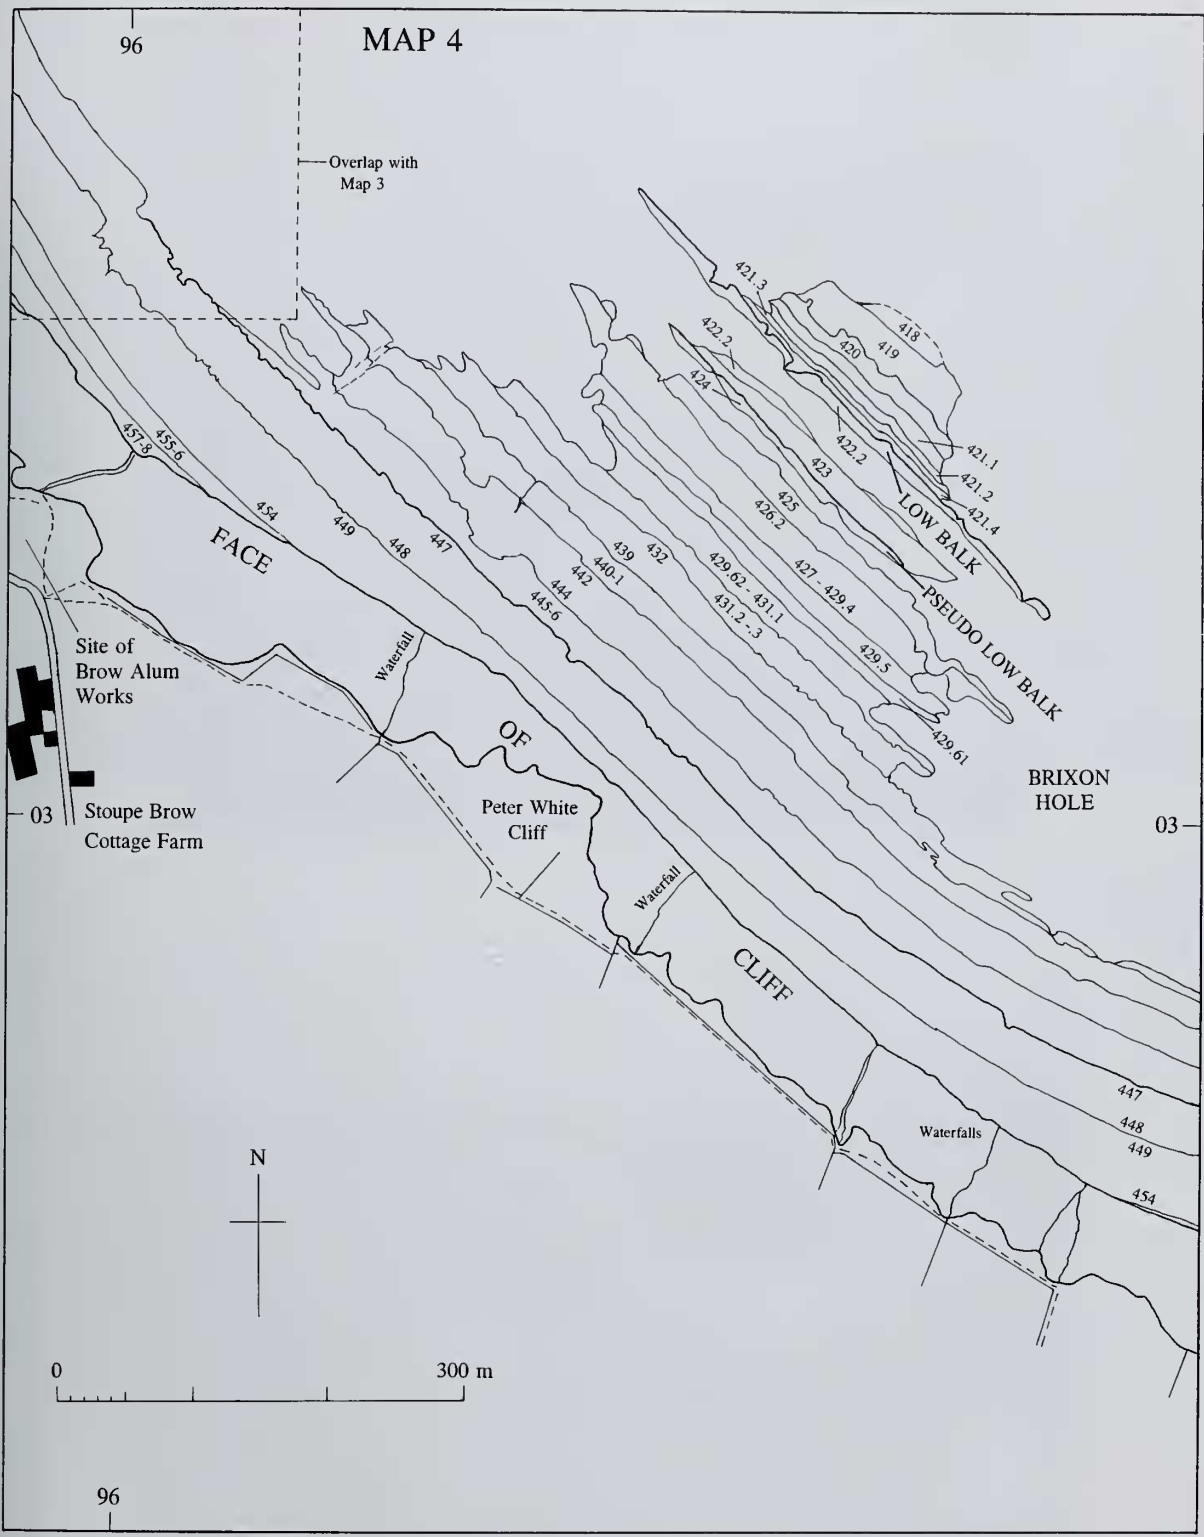 MAP 4
96
Overlap with
Map 3
421.3
418
419
420
422.2
424
422.2
421.1
421.2
421.4
LOW BALK
423
425
426.2
PSEUDO LOW BALK
427 - 429.4
429.5
429.61
429.62 - 431.1
431.2 -.3
432
439
440-1
442
444
445-6
447
448
449
454
455-6
457-8
FACE
OF
CLIFF
Waterfall
Site of
Brow Alum
Works
Stoupe Brow
Cottage Farm
03
Peter White
Cliff
BRIXON
HOLE
03
Waterfall
Waterfalls
447
448
449
454
N
0
300 m
96